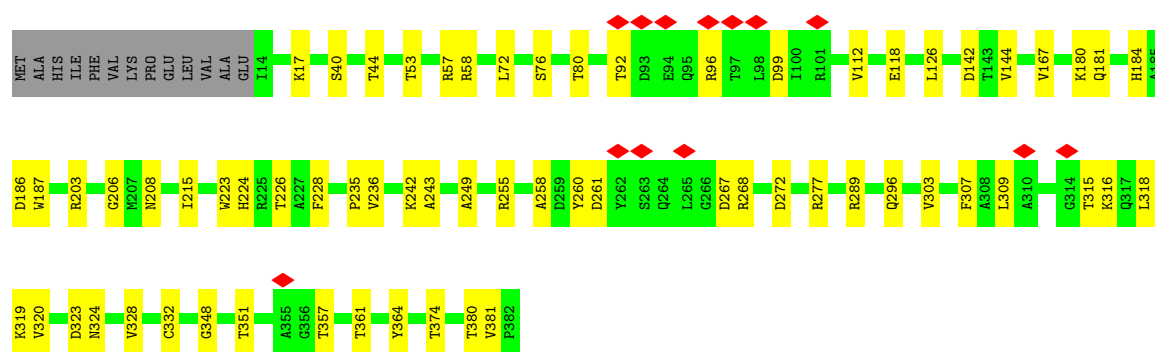 MET ALA HIS ILE PHE VAL LYS PRO GLU LEU VAL ALA GLU I14 K17 S40 T44 T53 R57 R58 L72 S76 T80 T92 D93 E94 Q95 R96 T97 L98 D99 I100 R101 V112 E118 L126 D142 T143 V144 V167 K180 Q181 H184 A185
D186 W187 R203 G206 M207 N208 I215 W223 H224 R225 T226 A227 F228 P235 V236 K242 A243 A249 R255 A258 D259 Y260 D261 Y262 S263 Q264 L265 G266 D267 R268 D272 R277 R289 Q296 V303 F307 A308 L309 A310 G314 T315 K316 Q317 L318
K319 V320 D323 N324 V328 C332 G348 T351 A355 G356 T357 T361 Y364 T374 T380 V381 P382